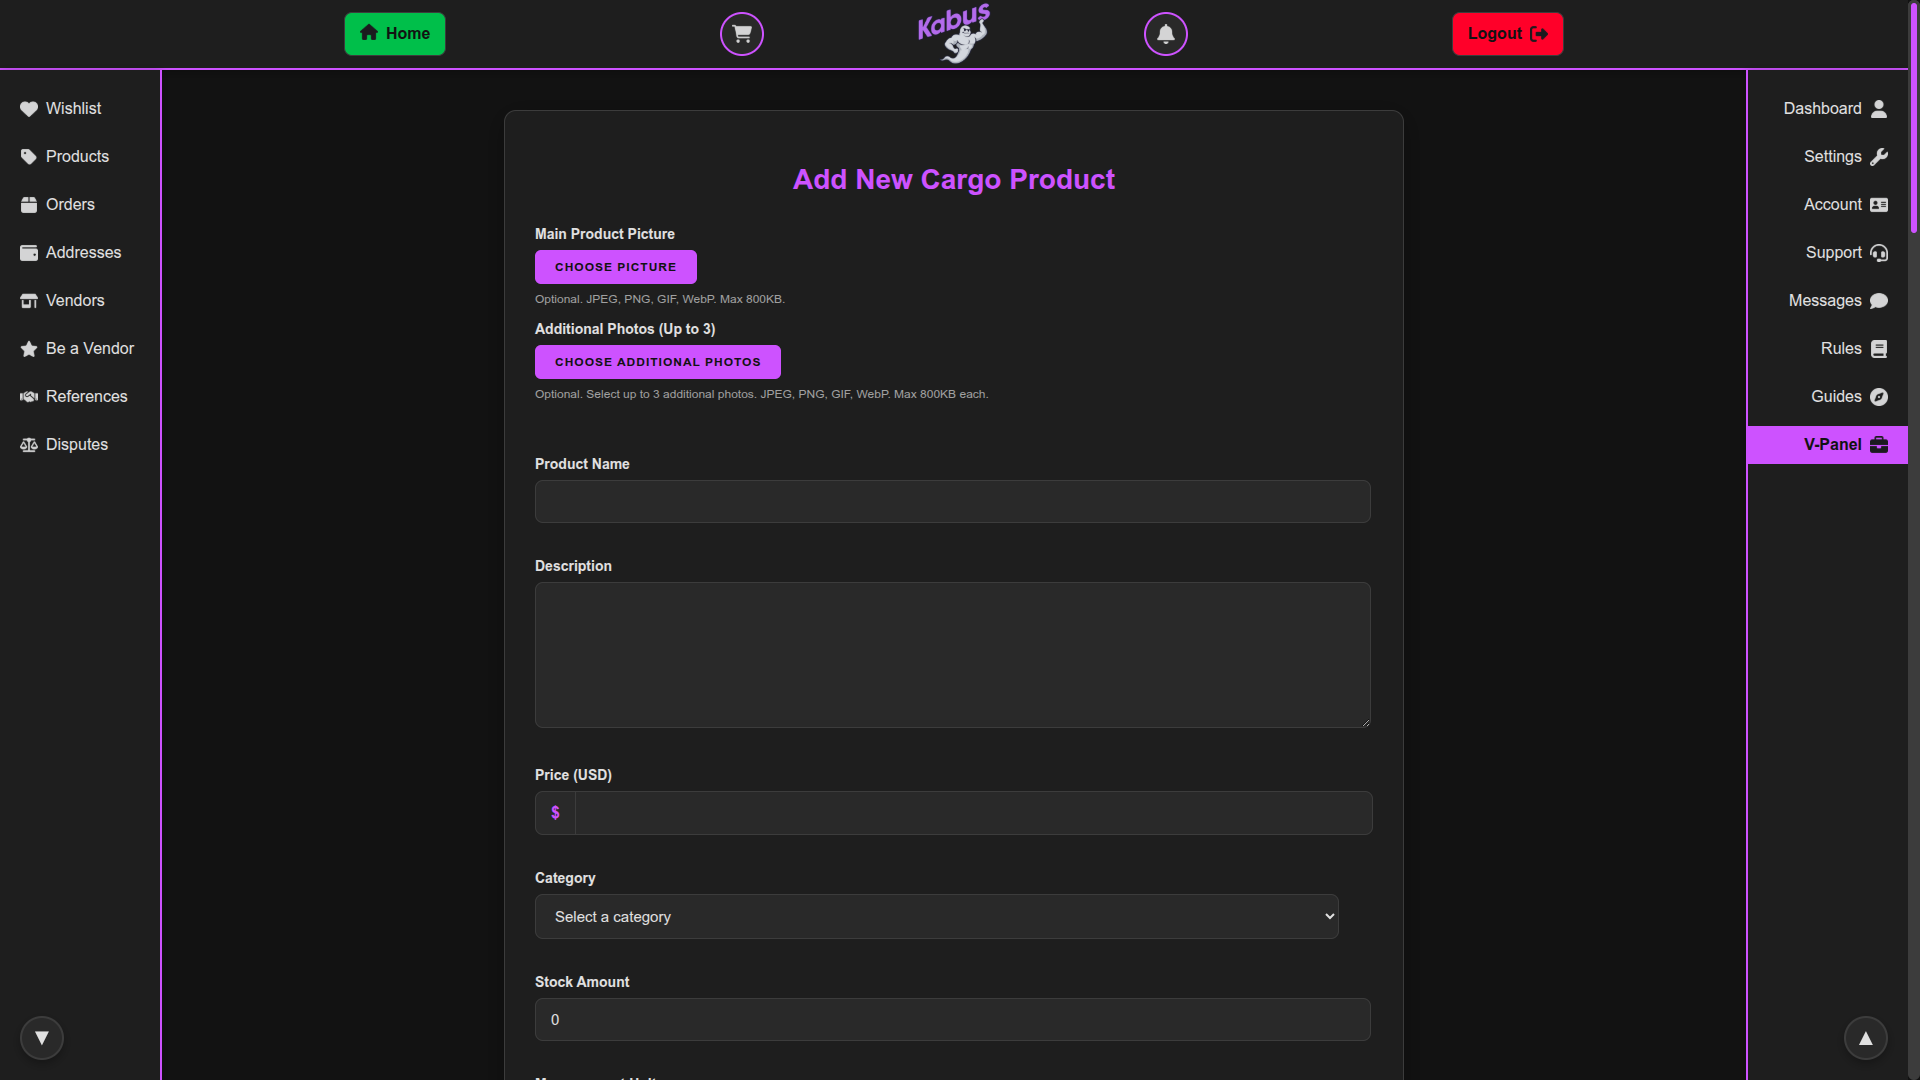 Home
Kabus
Logout
Wishlist
Products
Orders
Addresses
Vendors
Be a Vendor
References
Disputes
Add New Cargo Product
Main Product Picture
CHOOSE PICTURE
Optional. JPEG, PNG, GIF, WebP. Max 800KB.
Additional Photos (Up to 3)
CHOOSE ADDITIONAL PHOTOS
Optional. Select up to 3 additional photos. JPEG, PNG, GIF, WebP. Max 800KB each.
Product Name
Description
Price (USD)
$
Category
Select a category
Stock Amount
0
Dashboard
Settings
Account
Support
Messages
Rules
Guides
V-Panel